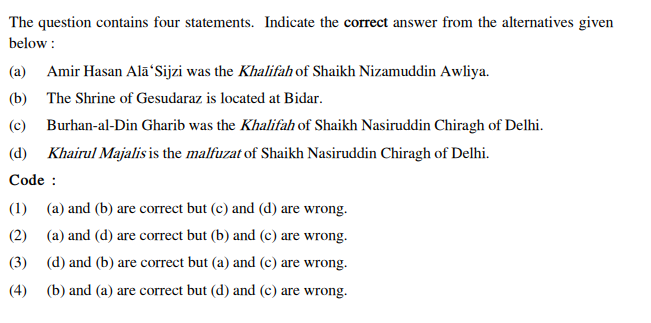 The question contains four statements. Indicate the correct answer from the alternatives given
below :
(a) Amir Hasan Alā‘Sijzi was the Khalifah of Shaikh Nizamuddin Awliya.
(b) The Shrine of Gesudaraz is located at Bidar.
(c) Burhan-al-Din Gharib was the Khalifah of Shaikh Nasiruddin Chiragh of Delhi.
(d) Khairul Majalis is the malfuzat of Shaikh Nasiruddin Chiragh of Delhi.
Code :
(1) (a) and (b) are correct but (c) and (d) are wrong.
(2) (a) and (d) are correct but (b) and (c) are wrong.
(3) (d) and (b) are correct but (a) and (c) are wrong.
(4) (b) and (a) are correct but (d) and (c) are wrong.